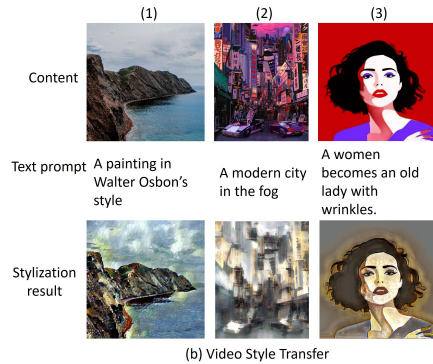 (1) (2) (3)
Content
Text prompt
A painting in
Walter Osbon's
style
A modern city
in the fog
A women
becomes an old
lady with
wrinkles.
Stylization
result
(b) Video Style Transfer